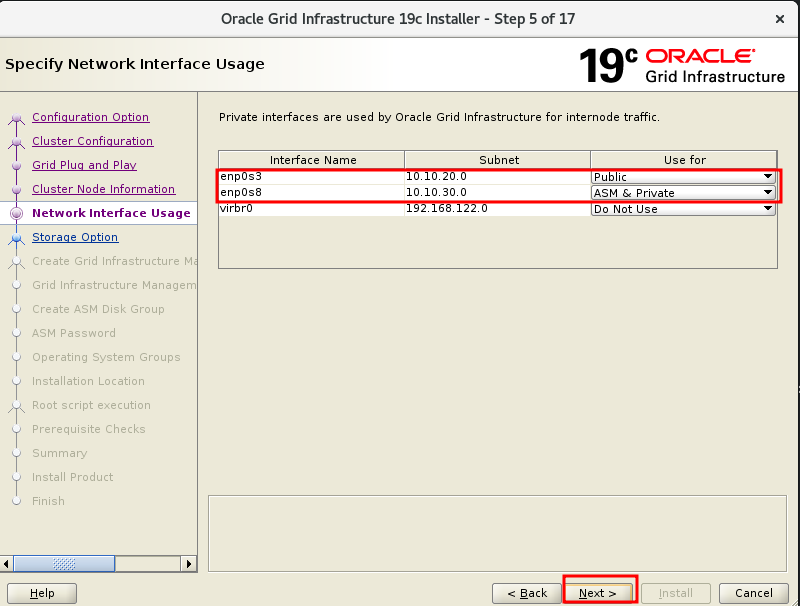 Oracle Grid Infrastructure 19c Installer - Step 5 of 17
Specify Network Interface Usage
19c ORACLE
Grid Infrastructure
Configuration Option
Cluster Configuration
Grid Plug and Play
Cluster Node Information
Network Interface Usage
Storage Option
Create Grid Infrastructure Ma
Grid Infrastructure Managem
Create ASM Disk Group
ASM Password
Operating System Groups
Installation Location
Root script execution
Prerequisite Checks
Summary
Install Product
Finish
Private interfaces are used by Oracle Grid Infrastructure for internode traffic.
Interface Name Subnet Use for
enp0s3 10.10.20.0 Public
enp0s8 10.10.30.0 ASM & Private
virbr0 192.168.122.0 Do Not Use
Help < Back Next > Install Cancel